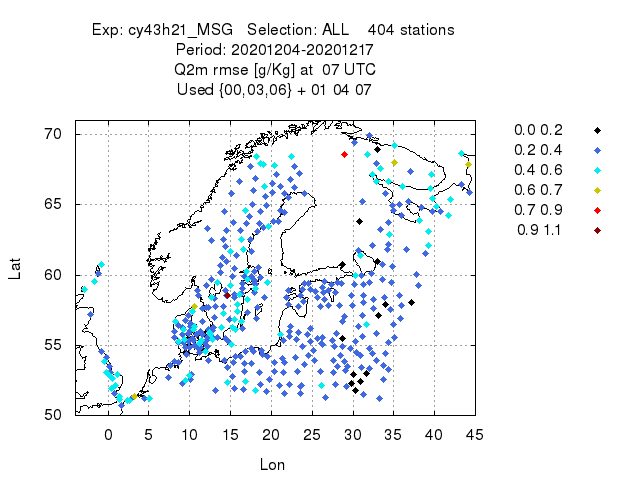 Exp: cy43h21_MSG Selection: ALL 404 stations
Period: 20201204-20201217
Q2m rmse [g/Kg] at 07 UTC
Used {00,03,06} + 01 04 07
70
65
60
55
50
0 5 10 15 20 25 30 35 40 45
Lat
Lon
0.0 0.2
0.2 0.4
0.4 0.6
0.6 0.7
0.7 0.9
0.9 1.1